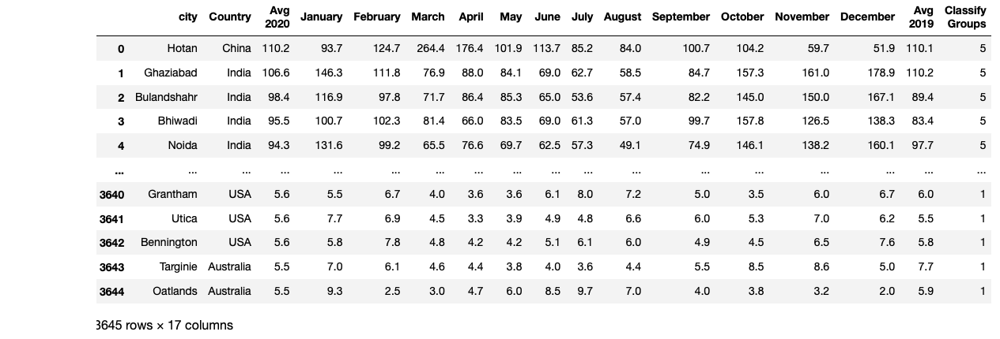 city Country Avg 2020 January February March April May June July August September October November December Avg 2019 Classify Groups
0 Hotan China 110.2 93.7 124.7 264.4 176.4 101.9 113.7 85.2 84.0 100.7 104.2 59.7 51.9 110.1 5
1 Ghaziabad India 106.6 146.3 111.8 76.9 88.0 84.1 69.0 62.7 58.5 84.7 157.3 161.0 178.9 110.2 5
2 Bulandshahr India 98.4 116.9 97.8 71.7 86.4 85.3 65.0 53.6 57.4 82.2 145.0 150.0 167.1 89.4 5
3 Bhiwadi India 95.5 100.7 102.3 81.4 66.0 83.5 69.0 61.3 57.0 99.7 157.8 126.5 138.3 83.4 5
4 Noida India 94.3 131.6 99.2 65.5 76.6 69.7 62.5 57.3 49.1 74.9 146.1 138.2 160.1 97.7 5
... ... ... ... ... ... ... ... ... ... ... ... ... ... ... ... ... ...
3640 Grantham USA 5.6 5.5 6.7 4.0 3.6 3.6 6.1 8.0 7.2 5.0 3.5 6.0 6.7 6.0 1
3641 Utica USA 5.6 7.7 6.9 4.5 3.3 3.9 4.9 4.8 6.6 6.0 5.3 7.0 6.2 5.5 1
3642 Bennington USA 5.6 5.8 7.8 4.8 4.2 4.2 5.1 6.1 6.0 4.9 4.5 6.5 7.6 5.8 1
3643 Targinie Australia 5.5 7.0 6.1 4.6 4.4 3.8 4.0 3.6 4.4 5.5 8.5 8.6 5.0 7.7 1
3644 Oatlands Australia 5.5 9.3 2.5 3.0 4.7 6.0 8.5 9.7 7.0 4.0 3.8 3.2 2.0 5.9 1
3645 rows × 17 columns